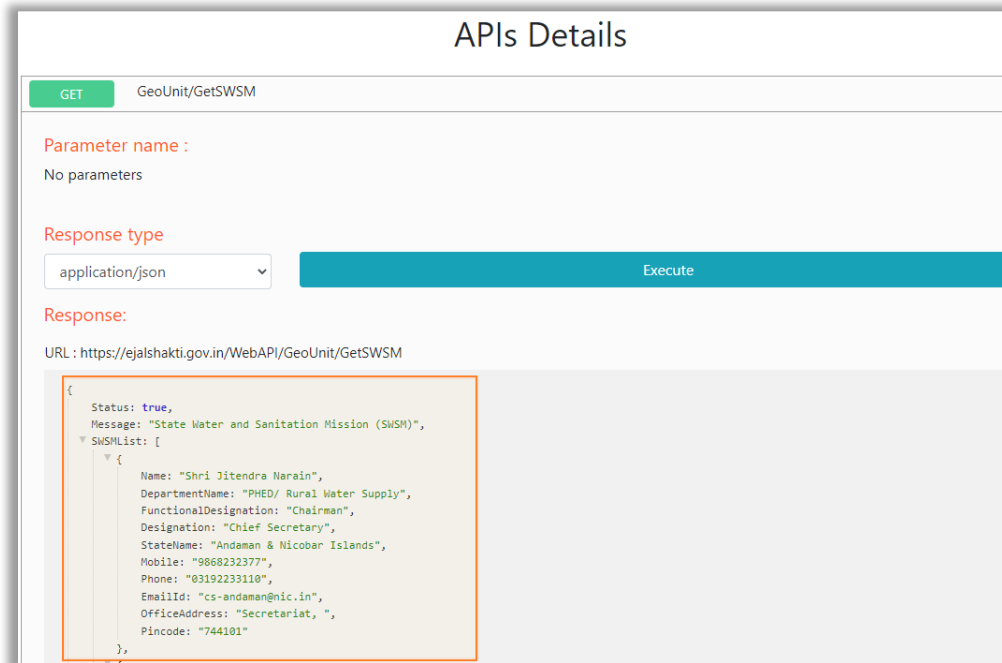 APIs Details
GET GeoUnit/GetSWSM
Parameter name :
No parameters
Response type
application/json Execute
Response:
URL : https://ejalshakti.gov.in/WebAPI/GeoUnit/GetSWSM
{
Status: true,
Message: "State Water and Sanitation Mission (SWSM)",
SWSMList: [
{
Name: "Shri Jitendra Narain",
DepartmentName: "PHED/ Rural Water Supply",
FunctionalDesignation: "Chairman",
Designation: "Chief Secretary",
StateName: "Andaman & Nicobar Islands",
Mobile: "9868232377",
Phone: "03192233110",
EmailId: "cs-andaman@nic.in",
OfficeAddress: "Secretariat, ",
Pincode: "744101"
},
{